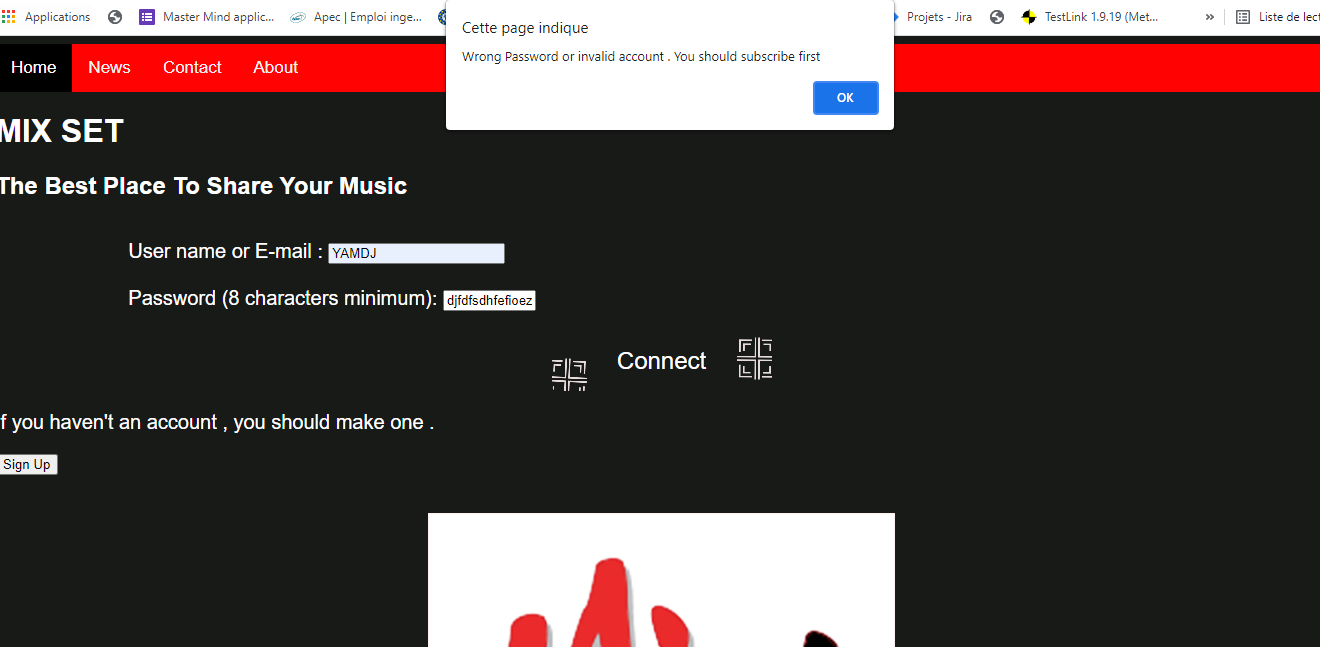 Applications Master Mind applic... Apec | Emploi inge... Projets - Jira TestLink 1.9.19 (Met... » Liste de lect
Cette page indique
Wrong Password or invalid account . You should subscribe first
OK
Home News Contact About
MIX SET
The Best Place To Share Your Music
User name or E-mail : YAMDJ
Password (8 characters minimum): djfdfsdhfefioez
Connect
f you haven't an account , you should make one .
Sign Up